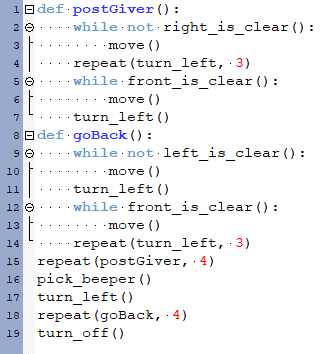 1 def postGiver():
2 while not right_is_clear():
3 move()
4 repeat(turn_left, 3)
5 while front_is_clear():
6 move()
7 turn_left()
8 def goBack():
9 while not left_is_clear():
10 move()
11 turn_left()
12 while front_is_clear():
13 move()
14 repeat(turn_left, 3)
15 repeat(postGiver, 4)
16 pick_beeper()
17 turn_left()
18 repeat(goBack, 4)
19 turn_off()